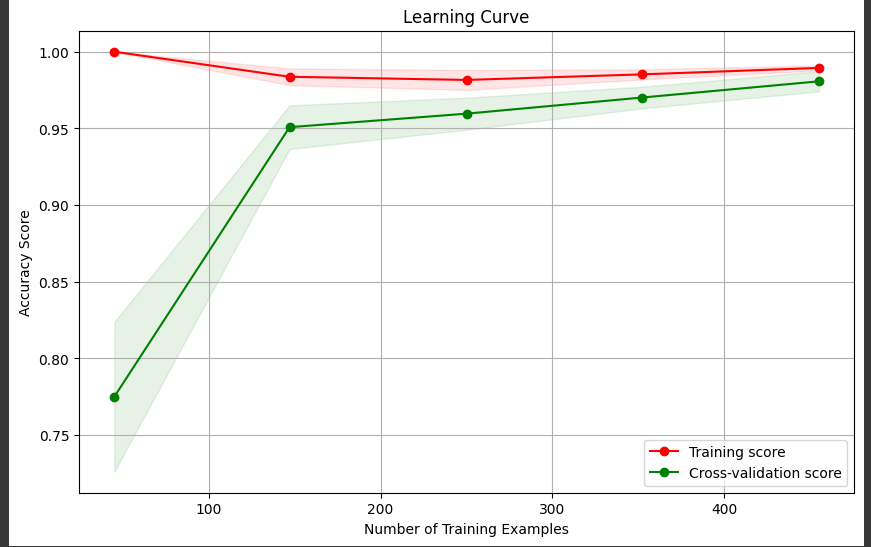 Learning Curve
1.00
0.95
0.90
0.85
0.80
0.75
Accuracy Score
100
200
300
400
Number of Training Examples
Training score
Cross-validation score